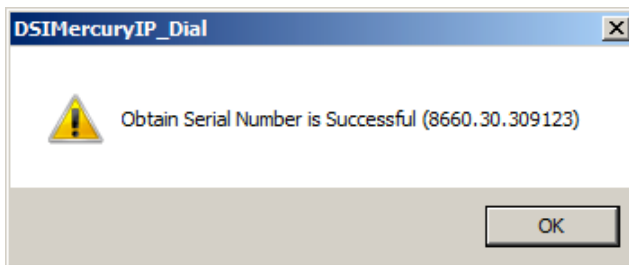 DSIMercuryIP_Dial
Obtain Serial Number is Successful (8660.30.309123)
OK